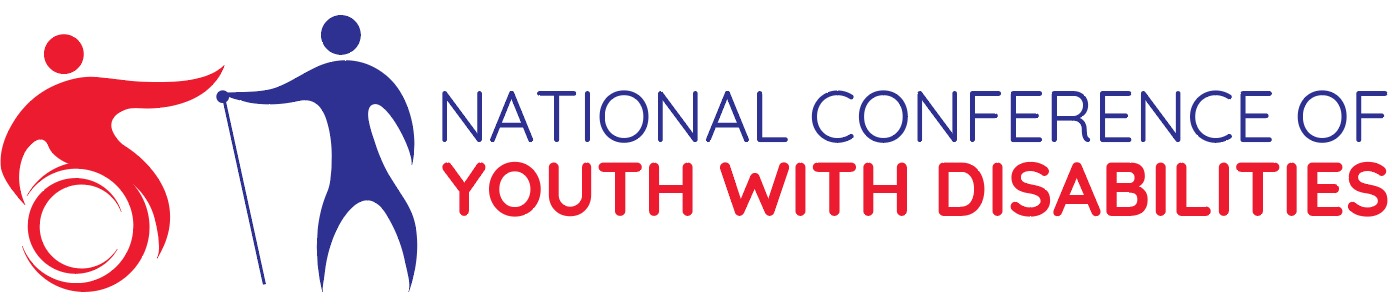 NATIONAL CONFERENCE OF
YOUTH WITH DISABILITIES